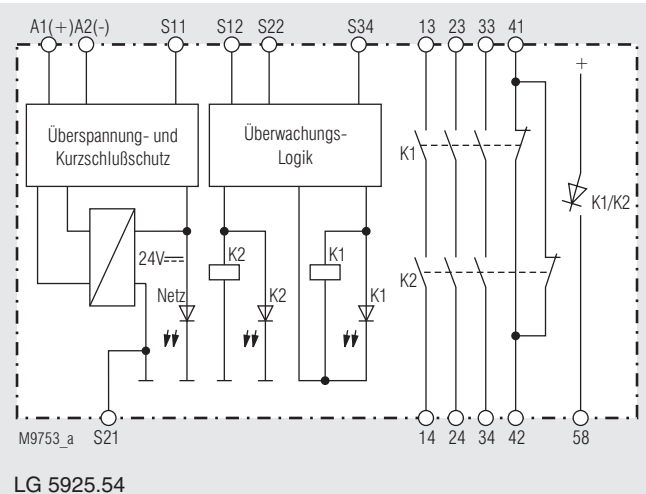 A1(+) A2(-) S11 S12 S22 S34 13 23 33 41
+
Überspannung- und
Kurzschlußschutz
Überwachungs-
Logik
K1
K1/K2
24V
K2
K1
K2
Netz
K2
K1
M9753_a S21 14 24 34 42 58
LG 5925.54